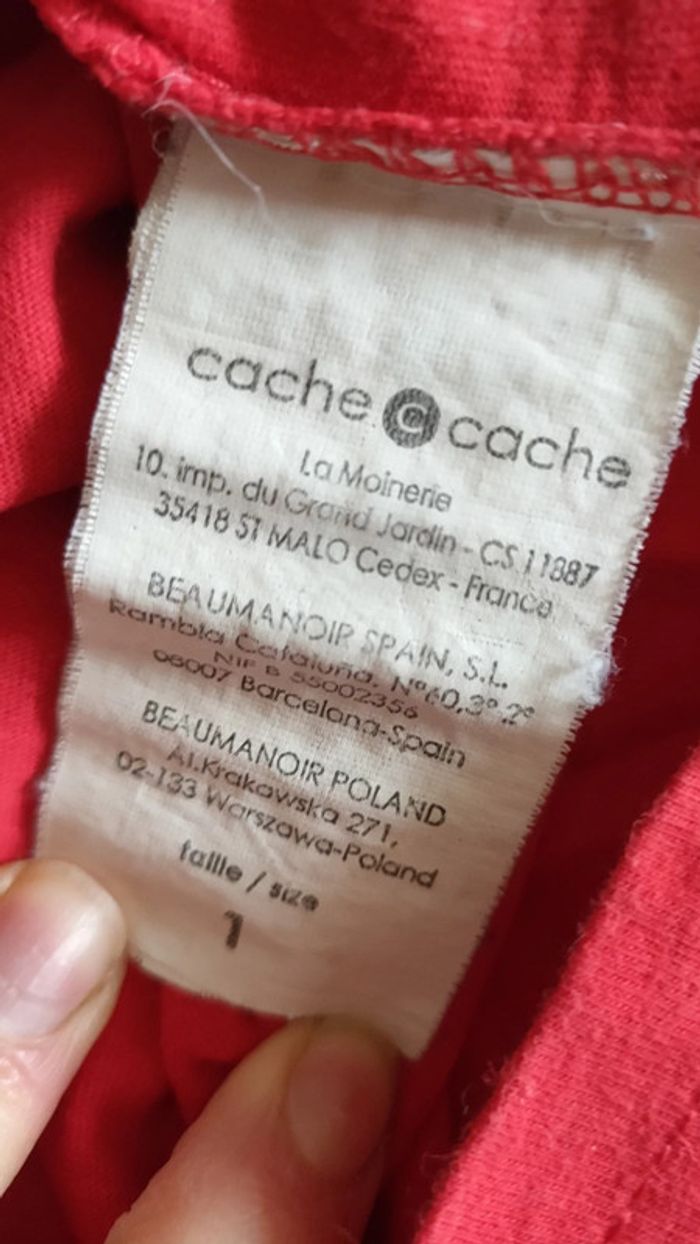 cache @ cache
La Moinerie
10. imp. du Grand Jardin - CS 11887
35418 ST MALO Cedex - France
BEAUMANOIR SPAIN, S.L.
Rambla Cataluna, Nº60,3º-2ª
NIF B 55002356
08007 Barcelona-Spain
BEAUMANOIR POLAND
Al.Krakowska 271,
02-133 Warszawa-Poland
taille / size
1